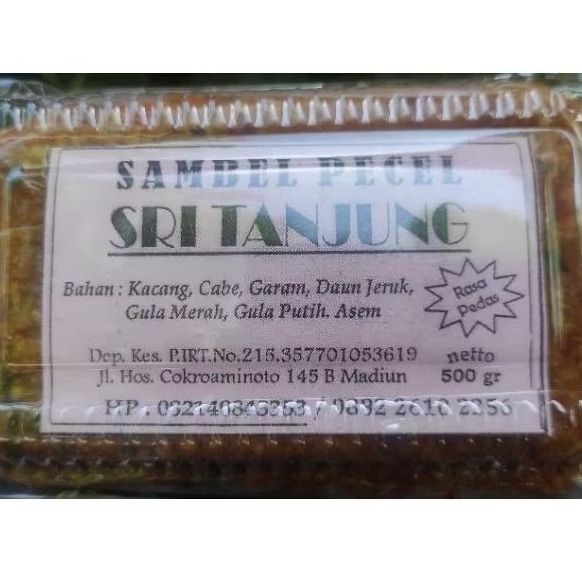 SAMBEL PECEL
SRI TANJUNG
Bahan : Kacang, Cabe, Garam, Daun Jeruk,
Gula Merah, Gula Putih. Asem
Rasa
Pedas
Dep. Kes. P.IRT.No.215.357701053619
Jl. Hos. Cokroaminoto 145 B Madiun
netto
500 gr
HP :